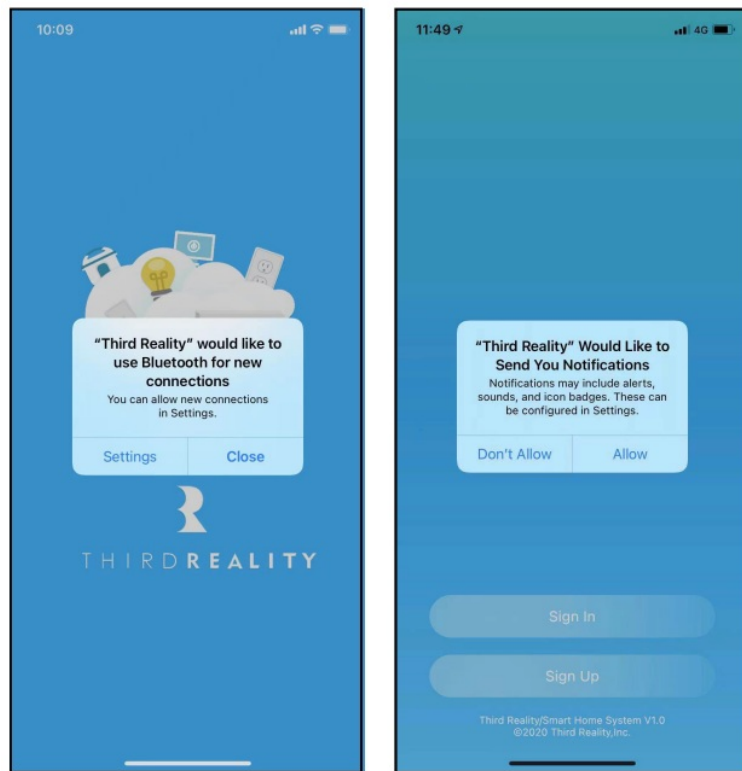 10:09
“Third Reality” would like to
use Bluetooth for new
connections
You can allow new connections
in Settings.
Settings
Close
THIRDREALITY
11:49
4G
“Third Reality” Would Like to
Send You Notifications
Notifications may include alerts,
sounds, and icon badges. These can
be configured in Settings.
Don't Allow
Allow
Sign In
Sign Up
Third Reality/Smart Home System V1.0
©2020 Third Reality,Inc.